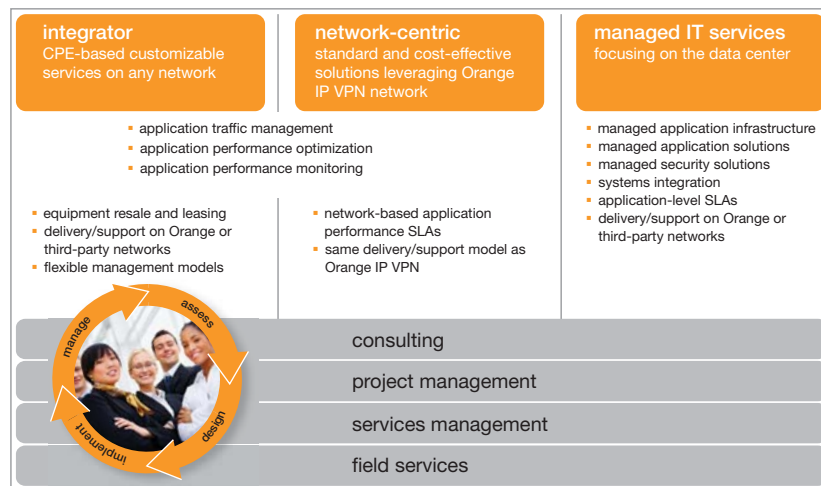 integrator
CPE-based customizable
services on any network
network-centric
standard and cost-effective
solutions leveraging Orange
IP VPN network
managed IT services
focusing on the data center
▪ application traffic management
▪ application performance optimization
▪ application performance monitoring
▪ equipment resale and leasing
▪ delivery/support on Orange or
third-party networks
▪ flexible management models
▪ network-based application
performance SLAs
▪ same delivery/support model as
Orange IP VPN
▪ managed application infrastructure
▪ managed application solutions
▪ managed security solutions
▪ systems integration
▪ application-level SLAs
▪ delivery/support on Orange or
third-party networks
assess
design
implement
manage
consulting
project management
services management
field services